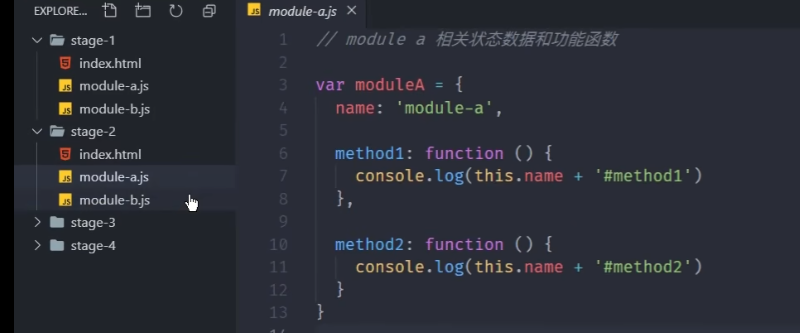 EXPLORE...
stage-1
index.html
module-a.js
module-b.js
stage-2
index.html
module-a.js
module-b.js
stage-3
stage-4
module-a.js
1 // module a 相关状态数据和功能函数
2
3 var moduleA = {
4 name: 'module-a',
5
6 method1: function () {
7 console.log(this.name + '#method1')
8 },
9
10 method2: function () {
11 console.log(this.name + '#method2')
12 }
13 }